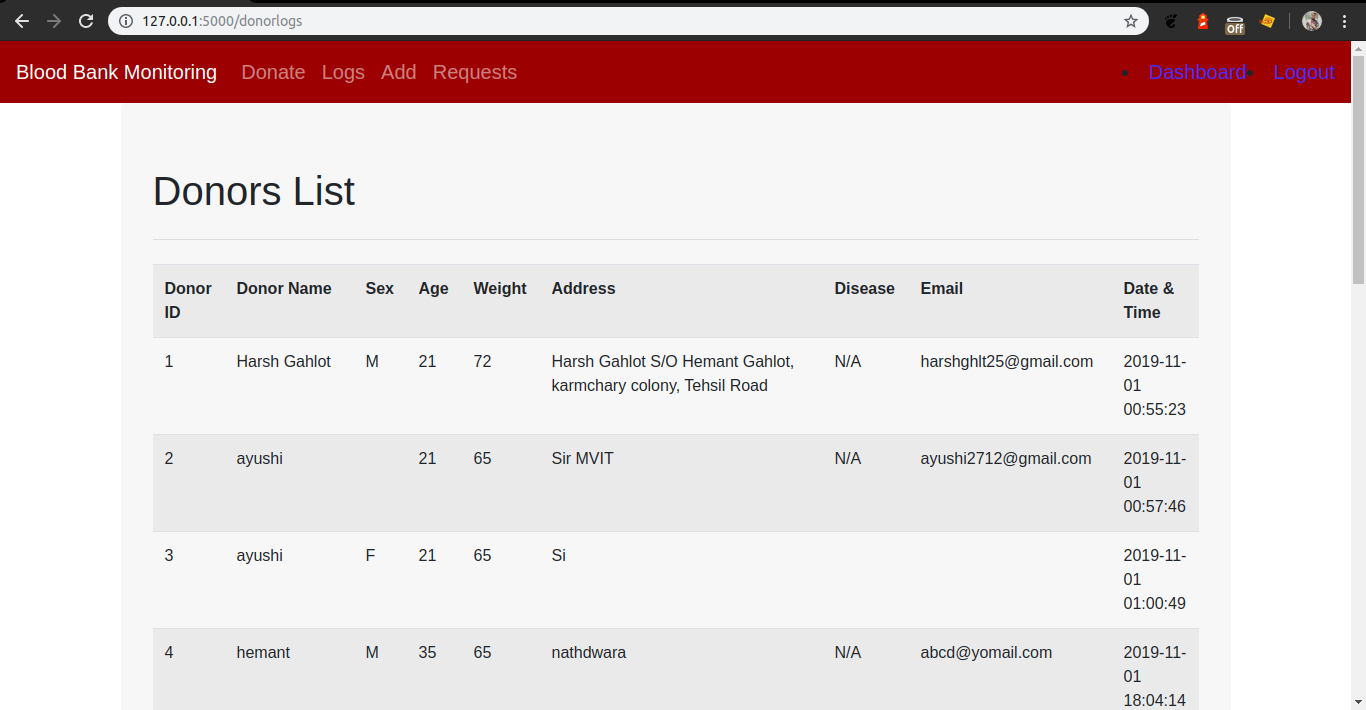 127.0.0.1:5000/donorlogs
Off
Blood Bank Monitoring Donate Logs Add Requests Dashboard Logout
Donors List
Donor Donor Name Sex Age Weight Address Disease Email Date &
ID Time
1 Harsh Gahlot M 21 72 Harsh Gahlot S/O Hemant Gahlot, N/A harshghlt25@gmail.com 2019-11-
karmchary colony, Tehsil Road 01
00:55:23
2 ayushi 21 65 Sir MVIT N/A ayushi2712@gmail.com 2019-11-
01
00:57:46
3 ayushi F 21 65 Si 2019-11-
01
01:00:49
4 hemant M 35 65 nathdwara N/A abcd@yomail.com 2019-11-
01
18:04:14